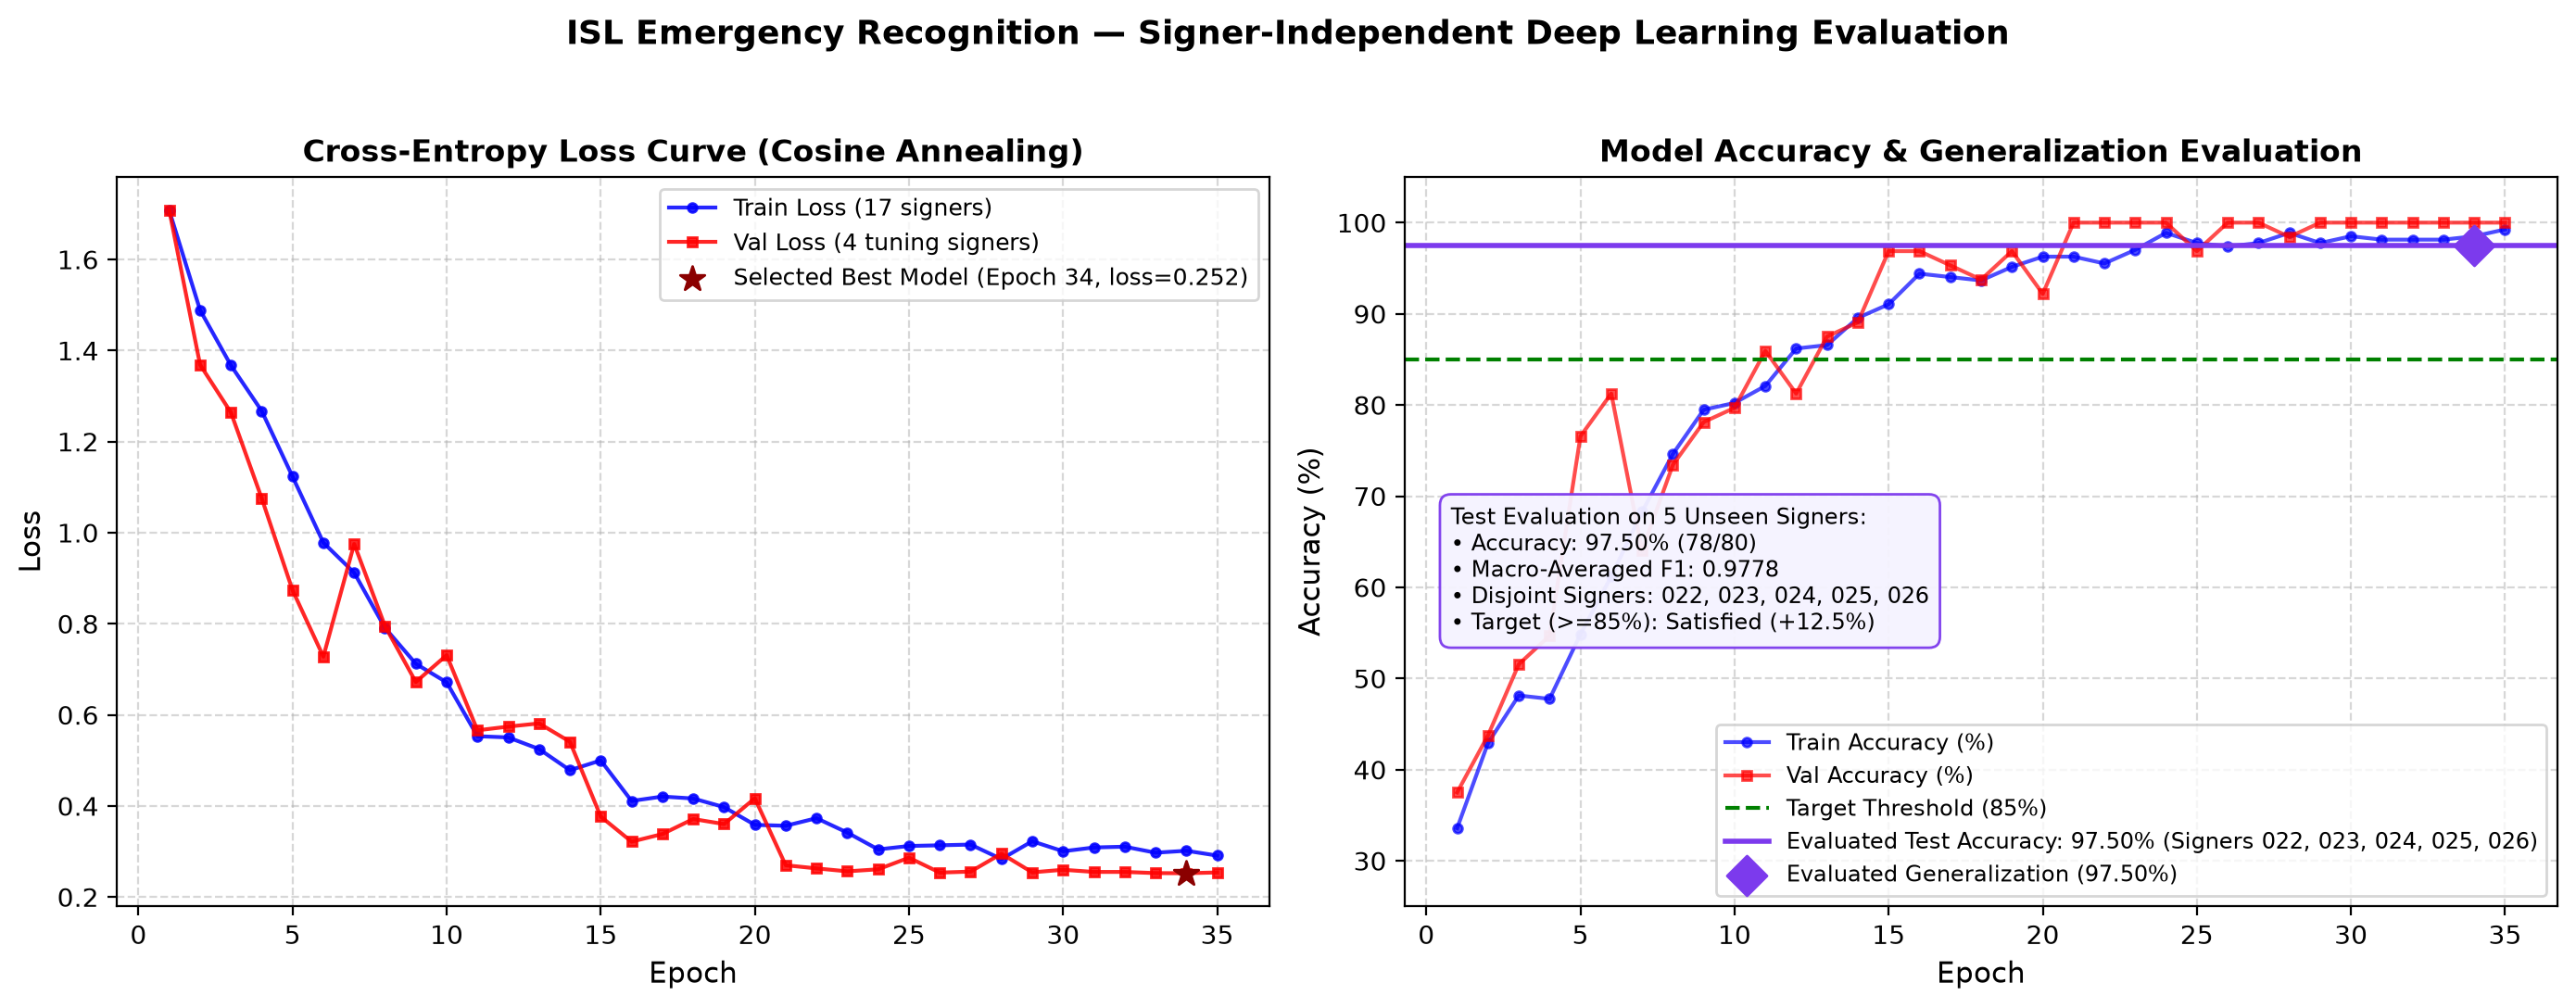 ISL Emergency Recognition — Signer-Independent Deep Learning Evaluation
Cross-Entropy Loss Curve (Cosine Annealing)
Train Loss (17 signers)
Val Loss (4 tuning signers)
Selected Best Model (Epoch 34, loss=0.252)
Loss
1.6
1.4
1.2
1.0
0.8
0.6
0.4
0.2
0 5 10 15 20 25 30 35
Epoch
Model Accuracy & Generalization Evaluation
Accuracy (%)
100
90
80
70
60
50
40
30
Test Evaluation on 5 Unseen Signers:
• Accuracy: 97.50% (78/80)
• Macro-Averaged F1: 0.9778
• Disjoint Signers: 022, 023, 024, 025, 026
• Target (>=85%): Satisfied (+12.5%)
Train Accuracy (%)
Val Accuracy (%)
Target Threshold (85%)
Evaluated Test Accuracy: 97.50% (Signers 022, 023, 024, 025, 026)
Evaluated Generalization (97.50%)
0 5 10 15 20 25 30 35
Epoch